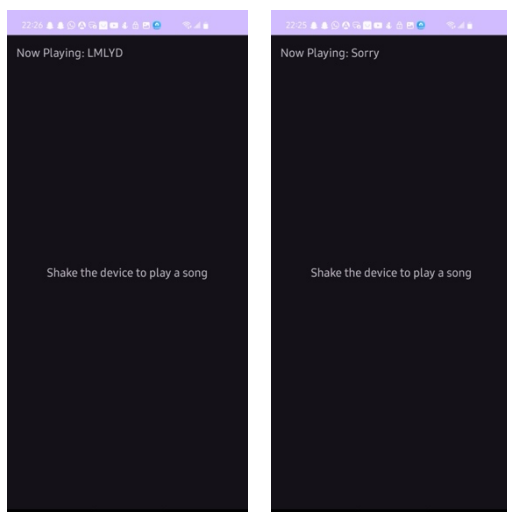 22:26
Now Playing: LMLYD
Shake the device to play a song
22:25
Now Playing: Sorry
Shake the device to play a song